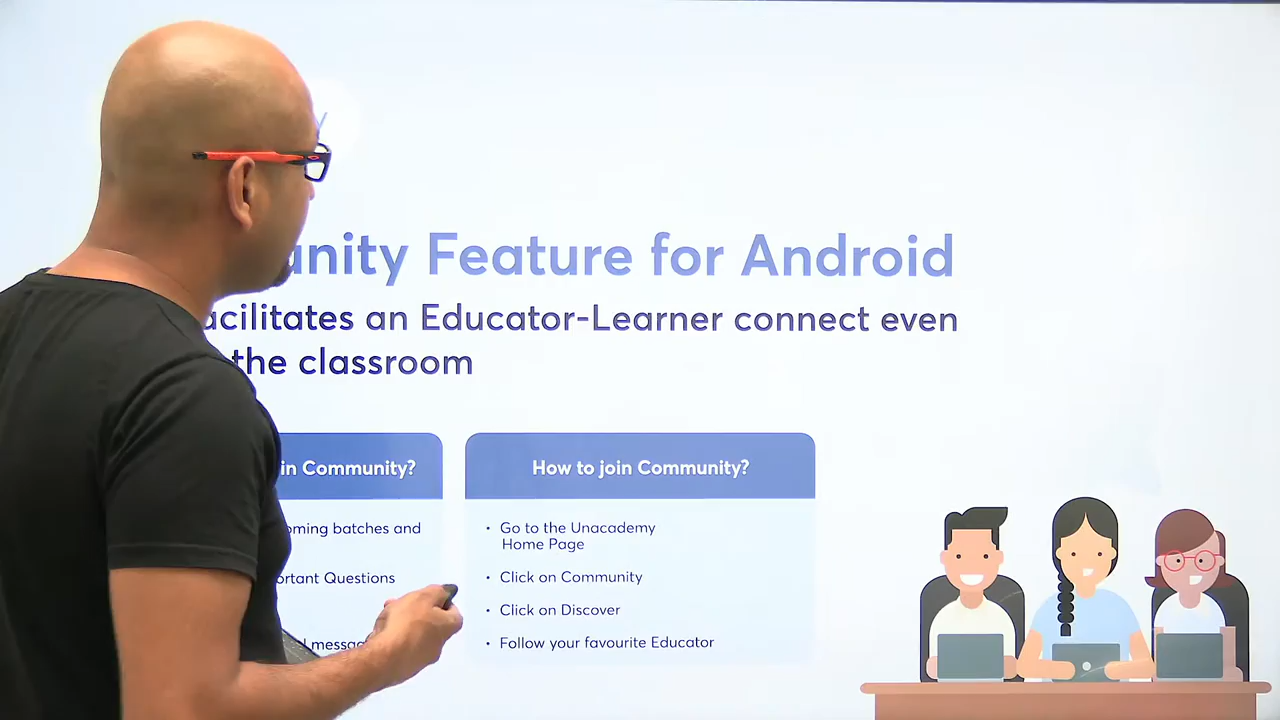 unity Feature for Android
acilitates an Educator-Learner connect even
the classroom
in Community?
oming batches and
ortant Questions
messag
How to join Community?
• Go to the Unacademy
Home Page
• Click on Community
• Click on Discover
• Follow your favourite Educator